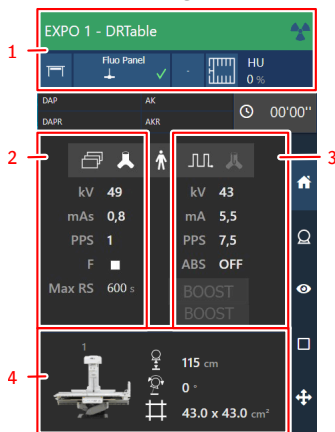 EXPO 1 - DRTable
1
Fluo Panel
-
HU
0 %
DAP
AK
DAPR
AKR
00'00''
2
3
kV 49
kV 43
mAs 0,8
mA 5,5
PPS 1
PPS 7,5
F
ABS OFF
Max RS 600 s
BOOST
BOOST
4
1
115 cm
0 °
43.0 x 43.0 cm²